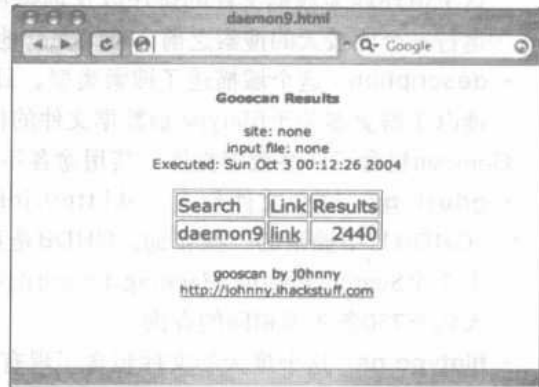 daemon9.html
Google
Gooscan Results
site: none
input file: none
Executed: Sun Oct 3 00:12:26 2004
Search Link Results
daemon9 link 2440
gooscan by j0hnny
http://johnny.ihackstuff.com